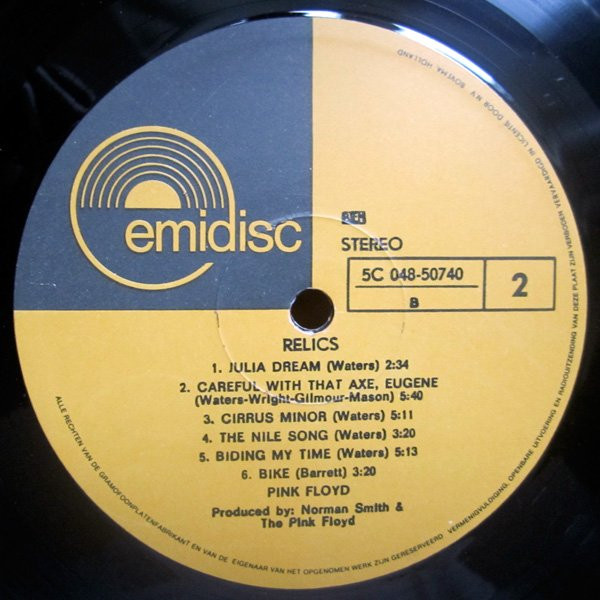 emidisc
STEREO
5C 048-50740
B
2
RELICS
1. JULIA DREAM (Waters) 2:34
2. CAREFUL WITH THAT AXE, EUGENE
(Waters-Wright-Gilmour-Mason) 5:40
3. CIRRUS MINOR (Waters) 5:11
4. THE NILE SONG (Waters) 3:20
5. BIDING MY TIME (Waters) 5:13
6. BIKE (Barrett) 3:20
PINK FLOYD
Produced by: Norman Smith &
The Pink Floyd
ALLE RECHTEN VAN DE GRAMOFOONPLATENFABRIKANT EN VAN DE EIGENAAR VAN HET OPGENOMEN WERK ZIJN GERESERVEERD. VERMENIGVULDIGING, OPENBARE UITVOERING EN RADIOUITZENDING VAN DEZE PLAAT ZIJN VERBODEN VERVAARDIGD IN LICENTIE DOOR N.V. BOVEMA, HOLLAND